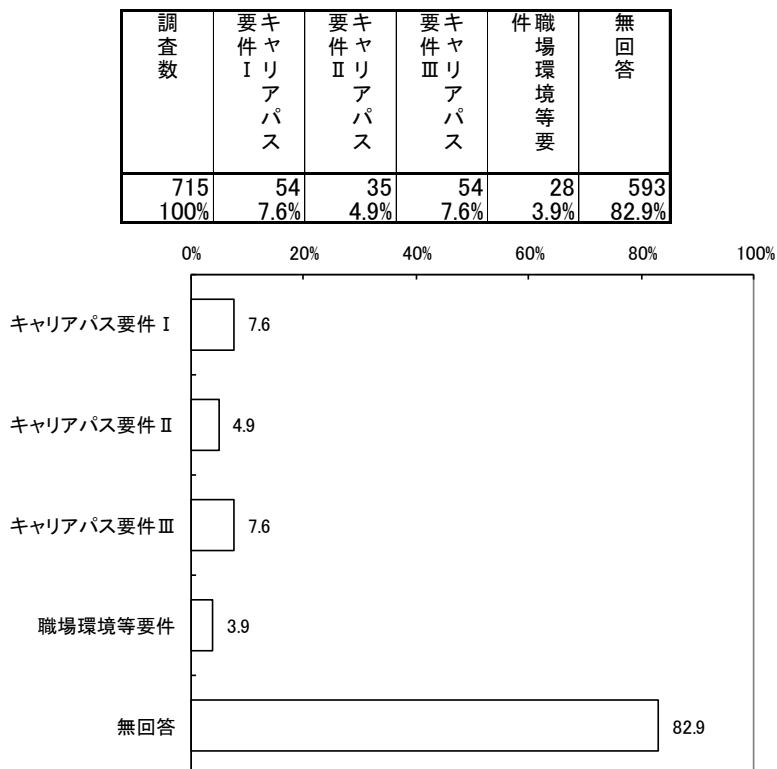 調査数
キャリアパス
要件Ⅰ
キャリアパス
要件Ⅱ
キャリアパス
要件Ⅲ
職場環境等要
件
無回答
715 54 35 54 28 593
100% 7.6% 4.9% 7.6% 3.9% 82.9%
0% 20% 40% 60% 80% 100%
キャリアパス要件Ⅰ 7.6
キャリアパス要件Ⅱ 4.9
キャリアパス要件Ⅲ 7.6
職場環境等要件 3.9
無回答 82.9